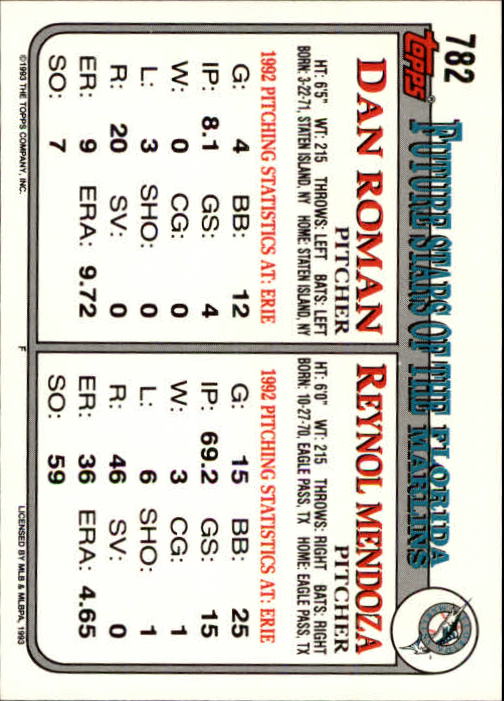 782
TOPPS®
FUTURE STARS OF THE FLORIDA MARLINS
DAN ROMAN
PITCHER
HT: 6'5" WT: 215 THROWS: LEFT BATS: LEFT
BORN: 3-22-71, STATEN ISLAND, NY HOME: STATEN ISLAND, NY
1992 PITCHING STATISTICS AT: ERIE
G: 4 BB: 12
IP: 8.1 GS: 4
W: 0 CG: 0
L: 3 SHO: 0
R: 20 SV: 0
ER: 9 ERA: 9.72
SO: 7
REYNOL MENDOZA
PITCHER
HT: 6'0" WT: 215 THROWS: RIGHT BATS: RIGHT
BORN: 10-27-70, EAGLE PASS, TX HOME: EAGLE PASS, TX
1992 PITCHING STATISTICS AT: ERIE
G: 15 BB: 25
IP: 69.2 GS: 15
W: 3 CG: 1
L: 6 SHO: 1
R: 46 SV: 0
ER: 36 ERA: 4.65
SO: 59
©1993 THE TOPPS COMPANY, INC.
F
LICENSED BY MLB & MLBPA, 1993